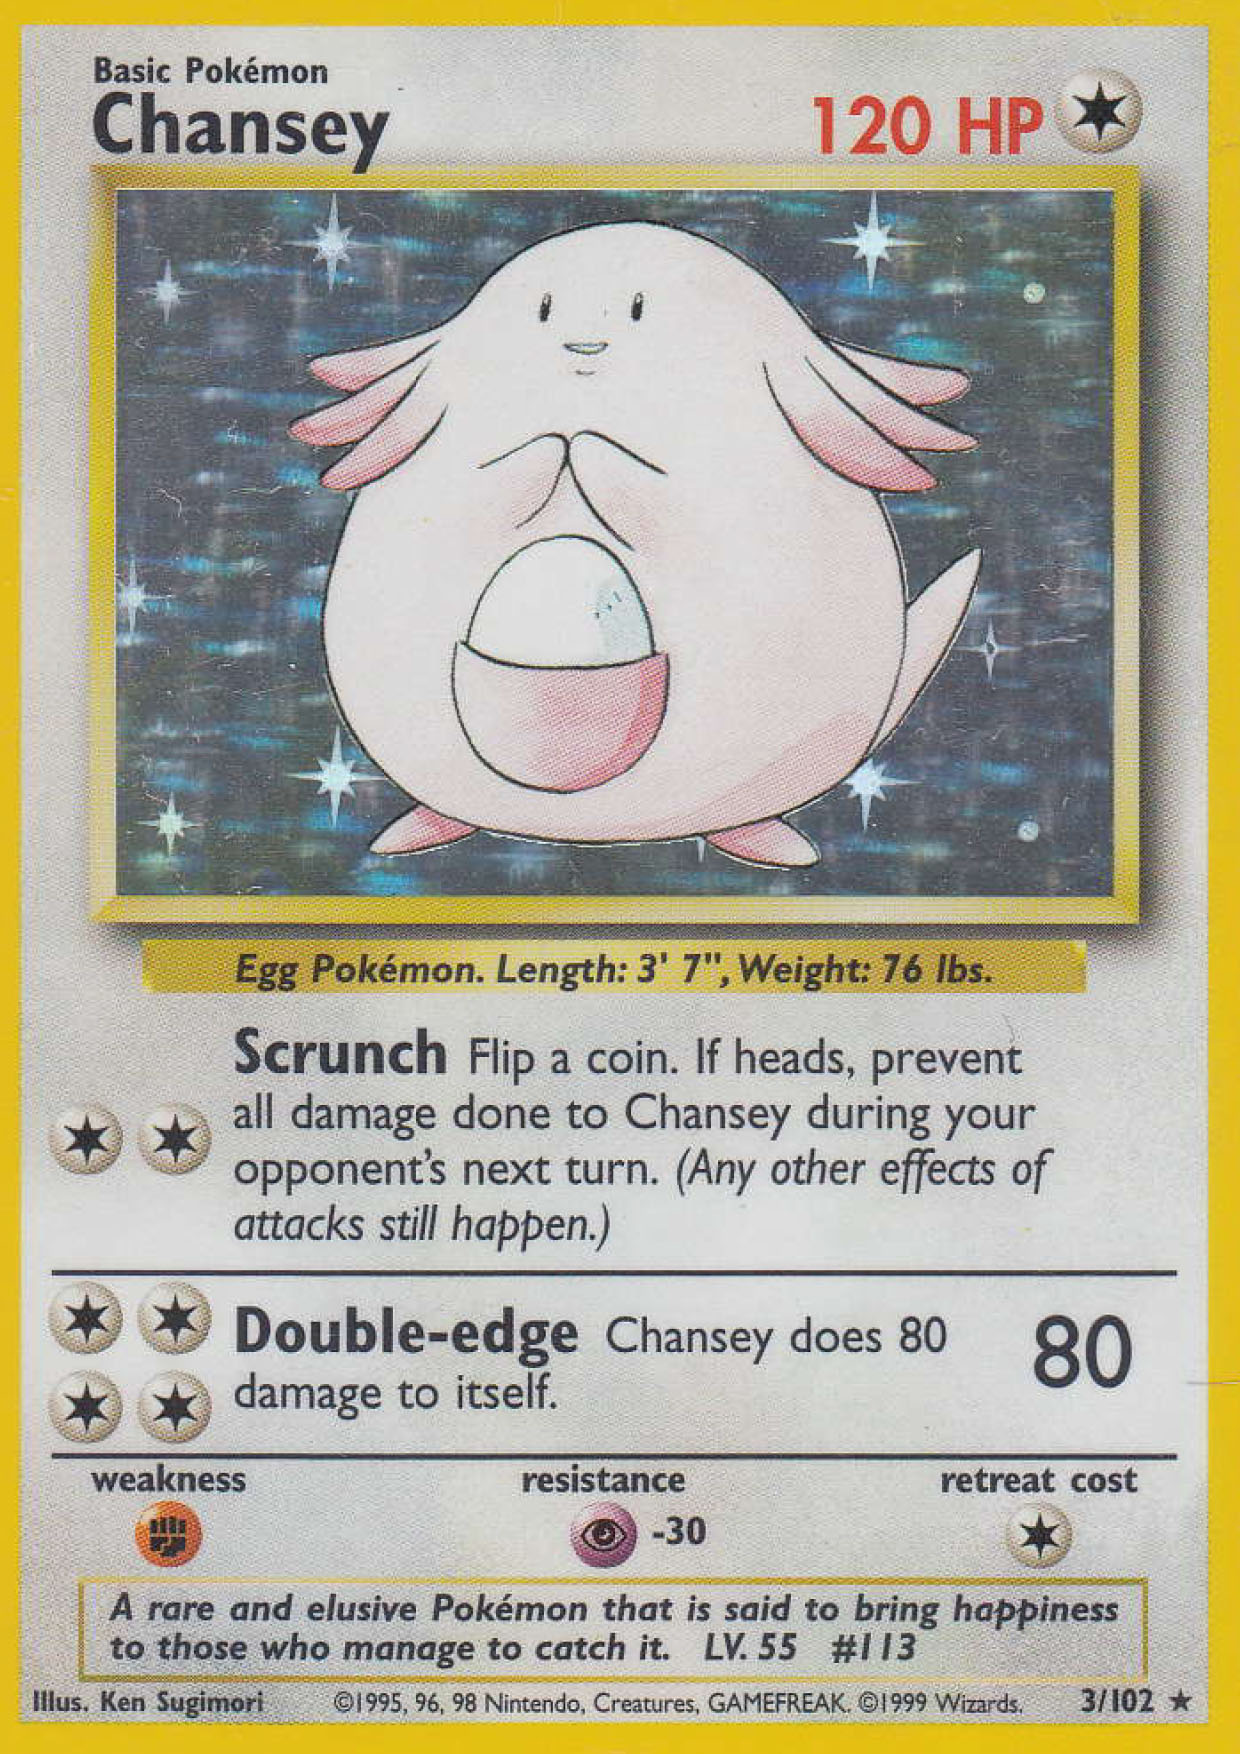 Basic Pokémon
Chansey
120 HP
Egg Pokémon. Length: 3' 7", Weight: 76 lbs.
Scrunch Flip a coin. If heads, prevent
all damage done to Chansey during your
opponent's next turn. (Any other effects of
attacks still happen.)
Double-edge Chansey does 80
damage to itself.
80
weakness
resistance
retreat cost
-30
A rare and elusive Pokémon that is said to bring happiness
to those who manage to catch it. LV. 55 #113
Illus. Ken Sugimori ©1995, 96, 98 Nintendo, Creatures, GAMEFREAK. ©1999 Wizards. 3/102 ★